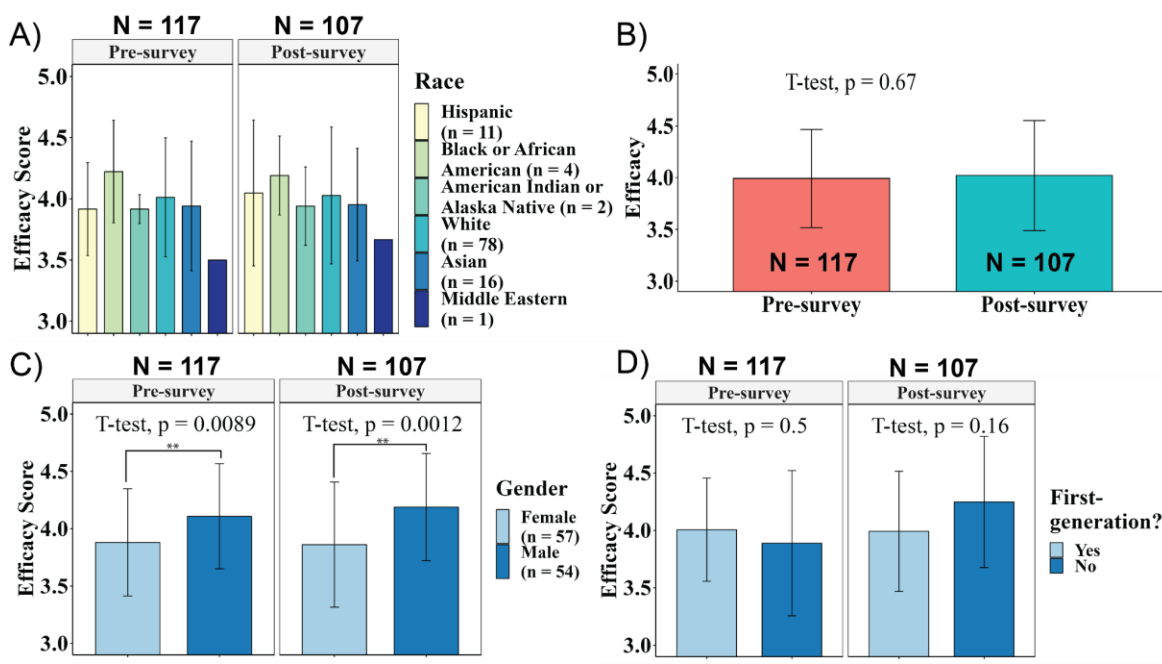 A)
N = 117
N = 107
Pre-survey
Post-survey
Efficacy Score
5.0
4.5
4.0
3.5
3.0
Race
Hispanic
(n = 11)
Black or African
American (n = 4)
American Indian or
Alaska Native (n = 2)
White
(n = 78)
Asian
(n = 16)
Middle Eastern
(n = 1)
B)
T-test, p = 0.67
Efficacy
5.0
4.5
4.0
3.5
3.0
N = 117
N = 107
Pre-survey
Post-survey
C)
N = 117
N = 107
Pre-survey
Post-survey
T-test, p = 0.0089
T-test, p = 0.0012
**
**
Efficacy Score
5.0
4.5
4.0
3.5
3.0
Gender
Female
(n = 57)
Male
(n = 54)
D)
N = 117
N = 107
Pre-survey
Post-survey
T-test, p = 0.5
T-test, p = 0.16
Efficacy Score
5.0
4.5
4.0
3.5
3.0
First-
generation?
Yes
No